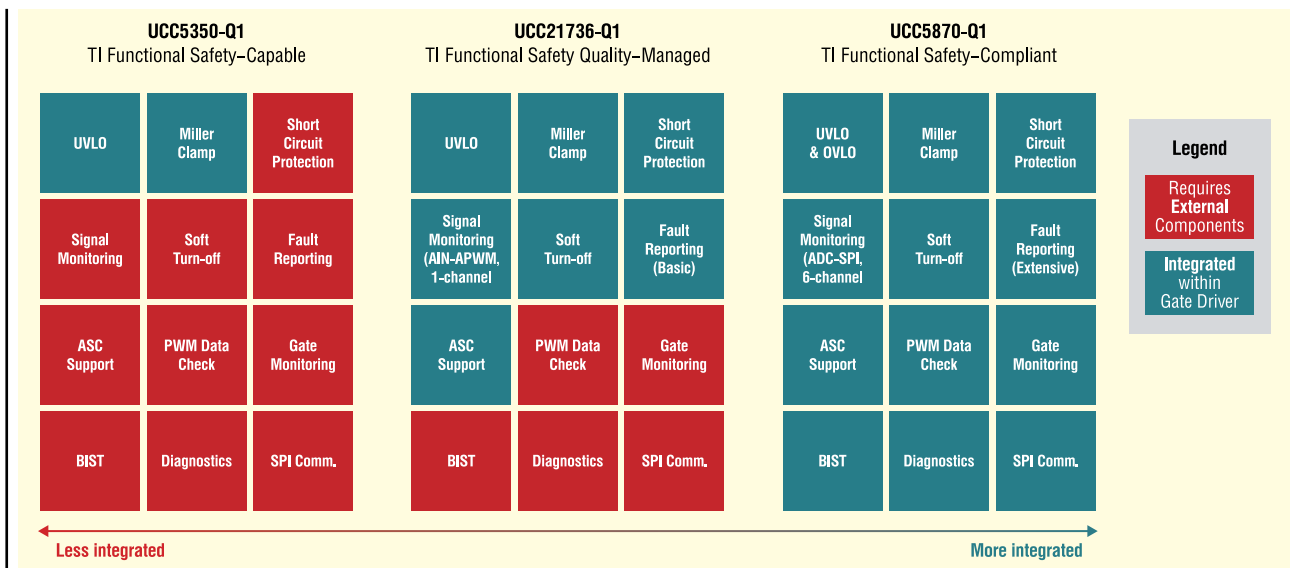 UCC5350-Q1
TI Functional Safety–Capable
UVLO
Miller
Clamp
Short
Circuit
Protection
Signal
Monitoring
Soft
Turn-off
Fault
Reporting
ASC
Support
PWM Data
Check
Gate
Monitoring
BIST
Diagnostics
SPI Comm.
UCC21736-Q1
TI Functional Safety Quality–Managed
UVLO
Miller
Clamp
Short
Circuit
Protection
Signal
Monitoring
(AIN-APWM,
1-channel
Soft
Turn-off
Fault
Reporting
(Basic)
ASC
Support
PWM Data
Check
Gate
Monitoring
BIST
Diagnostics
SPI Comm.
UCC5870-Q1
TI Functional Safety–Compliant
UVLO
& OVLO
Miller
Clamp
Short
Circuit
Protection
Signal
Monitoring
(ADC-SPI,
6-channel
Soft
Turn-off
Fault
Reporting
(Extensive)
ASC
Support
PWM Data
Check
Gate
Monitoring
BIST
Diagnostics
SPI Comm.
Legend
Requires
External
Components
Integrated
within
Gate Driver
Less integrated
More integrated